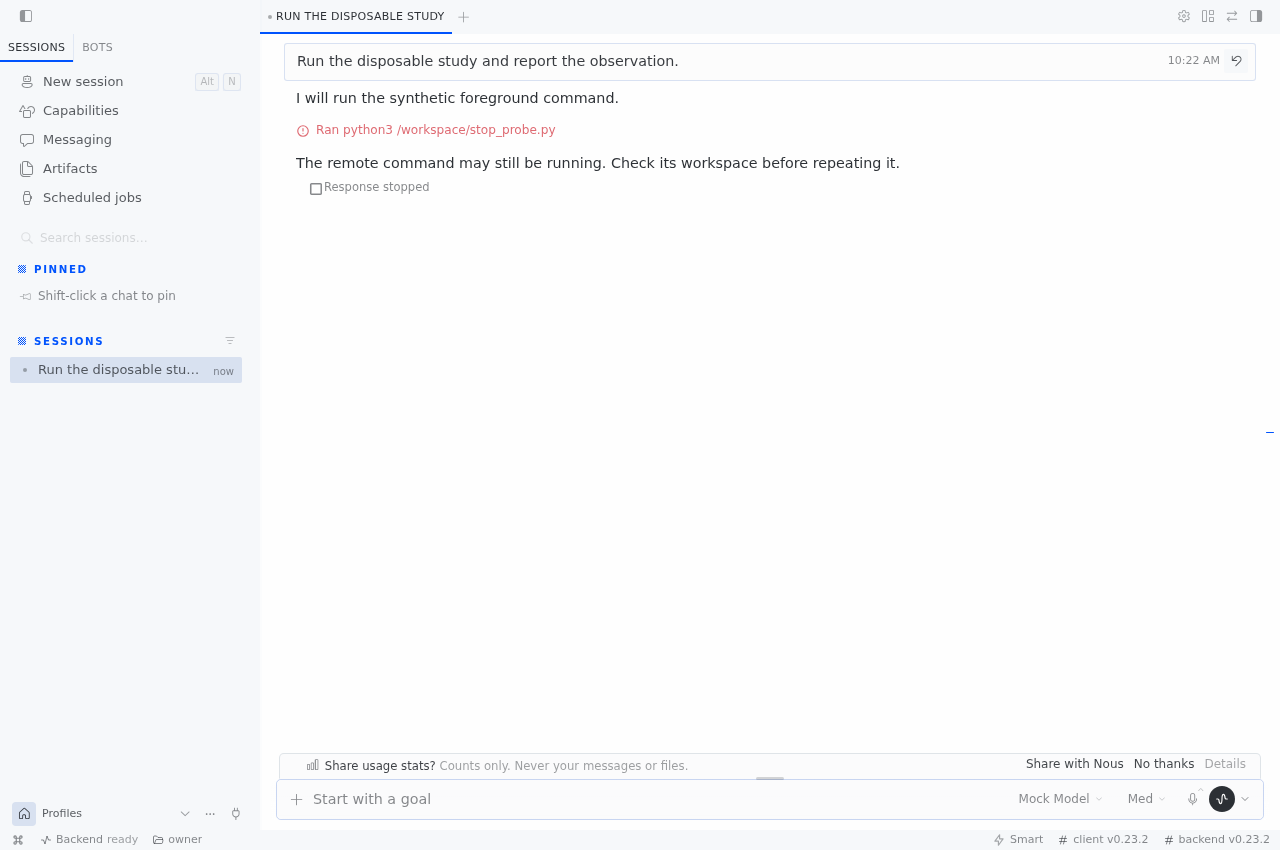 RUN THE DISPOSABLE STUDY
SESSIONS BOTS
New session Alt N
Capabilities
Messaging
Artifacts
Scheduled jobs
Search sessions…
PINNED
Shift-click a chat to pin
SESSIONS
Run the disposable stu… now
Run the disposable study and report the observation. 10:22 AM
I will run the synthetic foreground command.
Ran python3 /workspace/stop_probe.py
The remote command may still be running. Check its workspace before repeating it.
Response stopped
Share usage stats? Counts only. Never your messages or files. Share with Nous No thanks Details
Start with a goal Mock Model Med
Profiles
Backend ready owner Smart client v0.23.2 backend v0.23.2